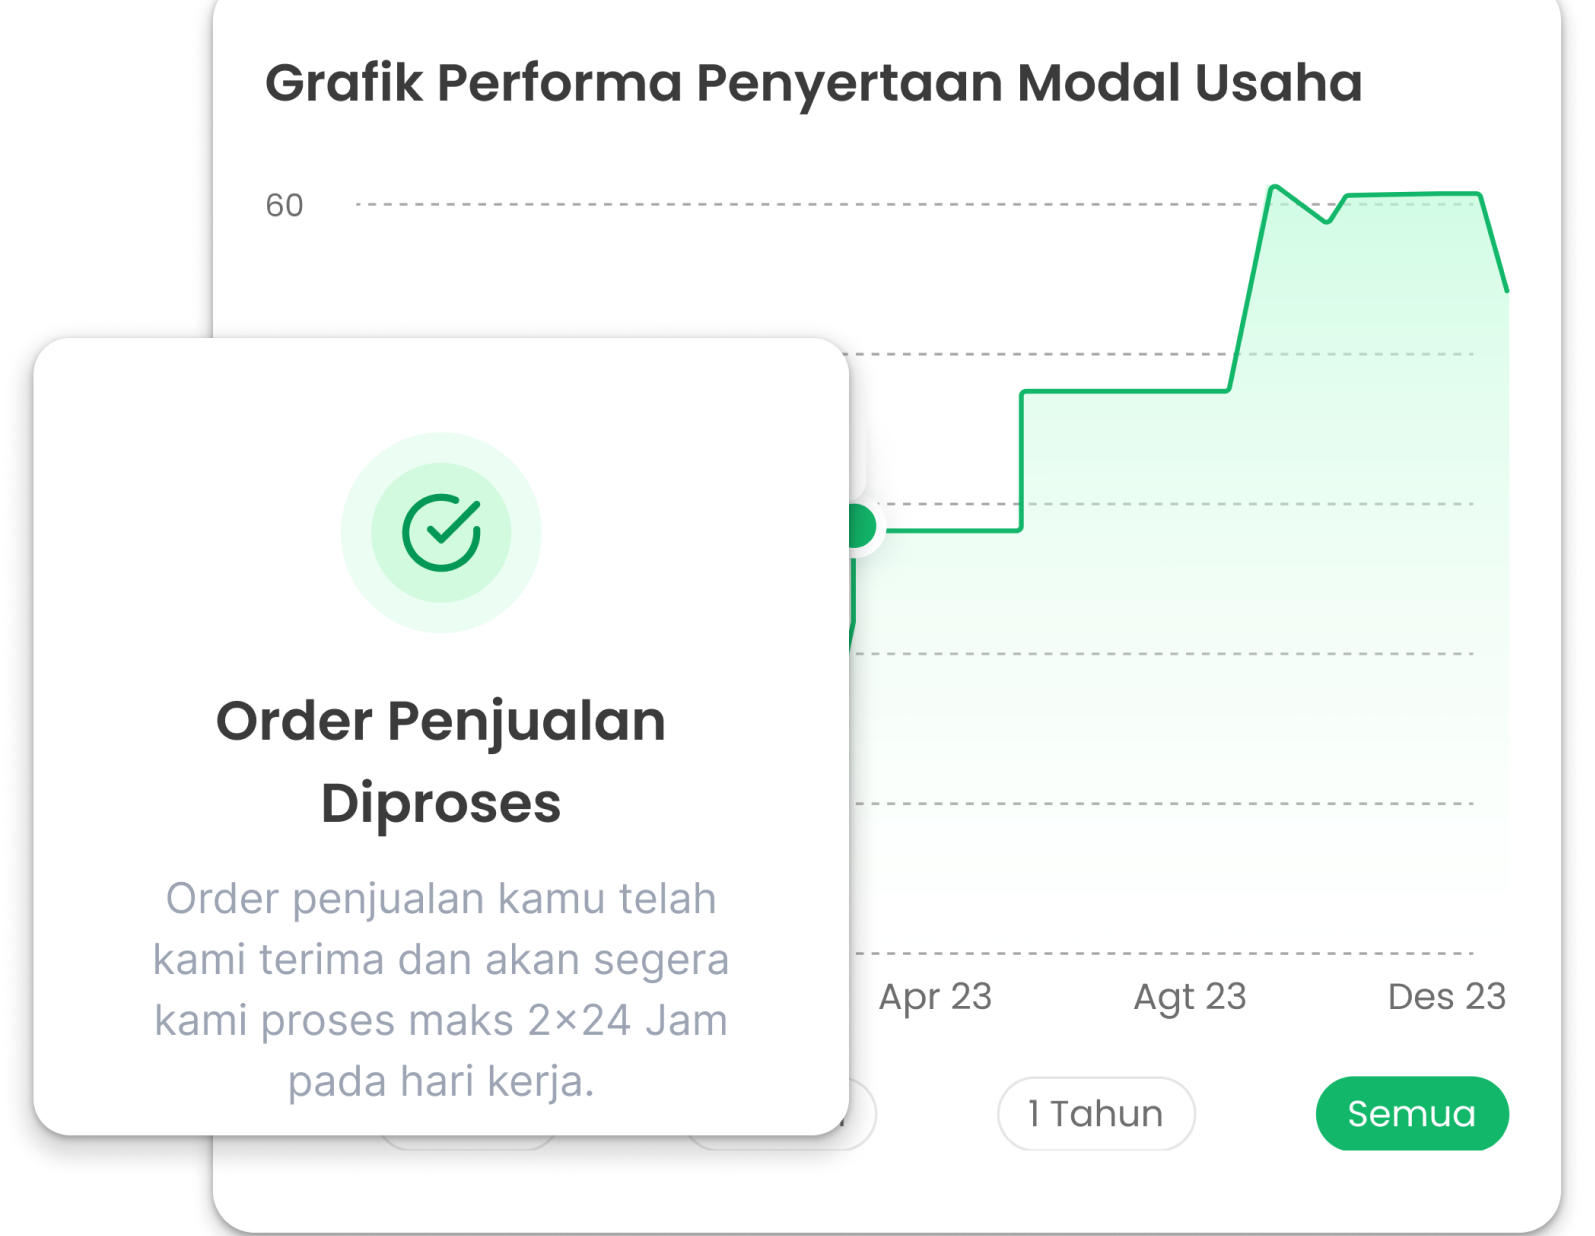 Grafik Performa Penyertaan Modal Usaha
60
Order Penjualan
Diproses
Order penjualan kamu telah
kami terima dan akan segera
kami proses maks 2×24 Jam
pada hari kerja.
Apr 23
Agt 23
Des 23
1 Tahun
Semua